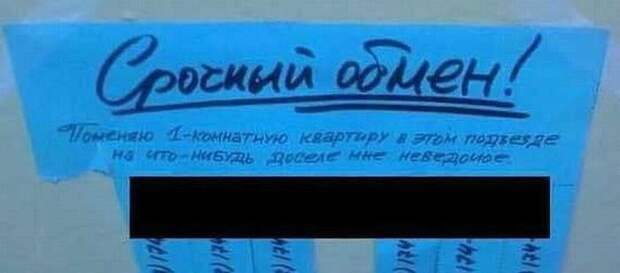 Срочный обмен!
Поменяю 1-комнатную квартиру в этом подъезде
на что-нибудь доселе мне неведомое.